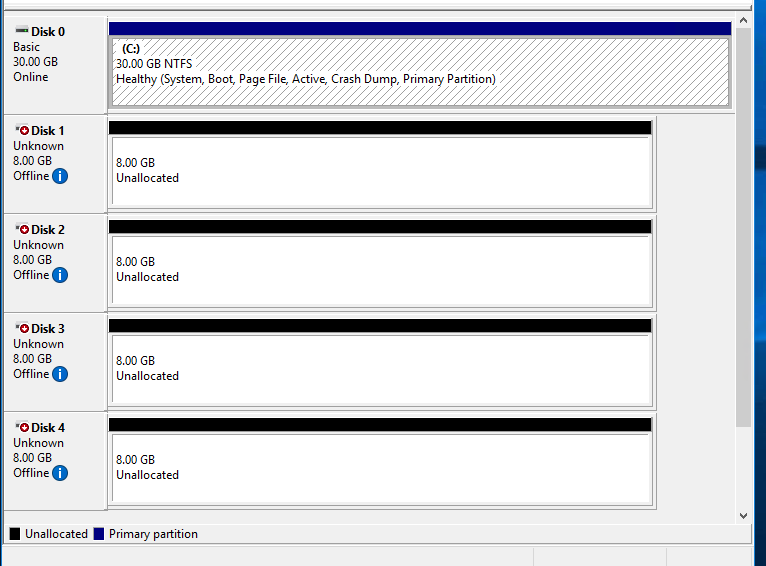 Disk 0
Basic
30.00 GB
Online
(C:)
30.00 GB NTFS
Healthy (System, Boot, Page File, Active, Crash Dump, Primary Partition)
Disk 1
Unknown
8.00 GB
Offline i
8.00 GB
Unallocated
Disk 2
Unknown
8.00 GB
Offline i
8.00 GB
Unallocated
Disk 3
Unknown
8.00 GB
Offline i
8.00 GB
Unallocated
Disk 4
Unknown
8.00 GB
Offline i
8.00 GB
Unallocated
Unallocated Primary partition